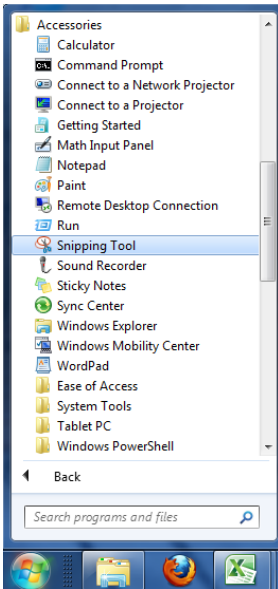 Accessories
Calculator
Command Prompt
Connect to a Network Projector
Connect to a Projector
Getting Started
Math Input Panel
Notepad
Paint
Remote Desktop Connection
Run
Snipping Tool
Sound Recorder
Sticky Notes
Sync Center
Windows Explorer
Windows Mobility Center
WordPad
Ease of Access
System Tools
Tablet PC
Windows PowerShell
Back
Search programs and files